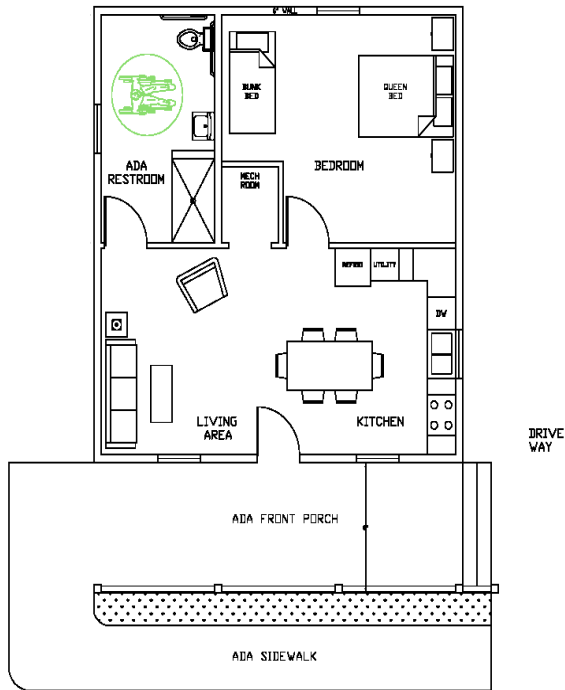 6" WALL
BUNK
BED
QUEEN
BED
ADA
RESTROOM
MECH
ROOM
BEDROOM
REFRIG
UTILITY
DW
LIVING
AREA
KITCHEN
DRIVE
WAY
ADA FRONT PORCH
ADA SIDEWALK